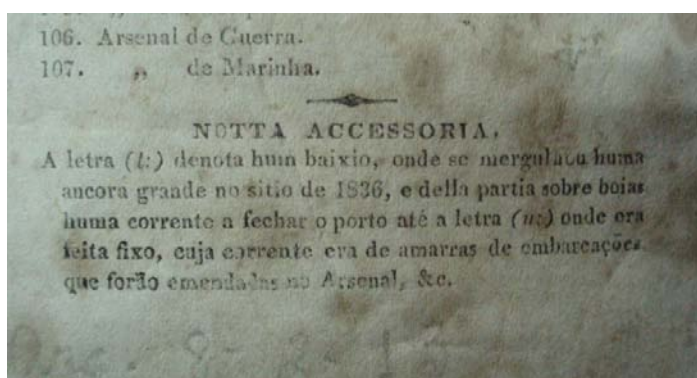 106. Arsenal de Guerra.
107. „ de Marinha.
NOTTA ACCESSORIA.
A letra (l:) denota hum baixio, onde se mergulhou huma
ancora grande no sitio de 1836, e della partia sobre boias
huma corrente a fechar o porto até a letra (n:) onde era
feita fixo, cuja corrente era de amarras de embarcações
que forão emendadas no Arsenal, &c.